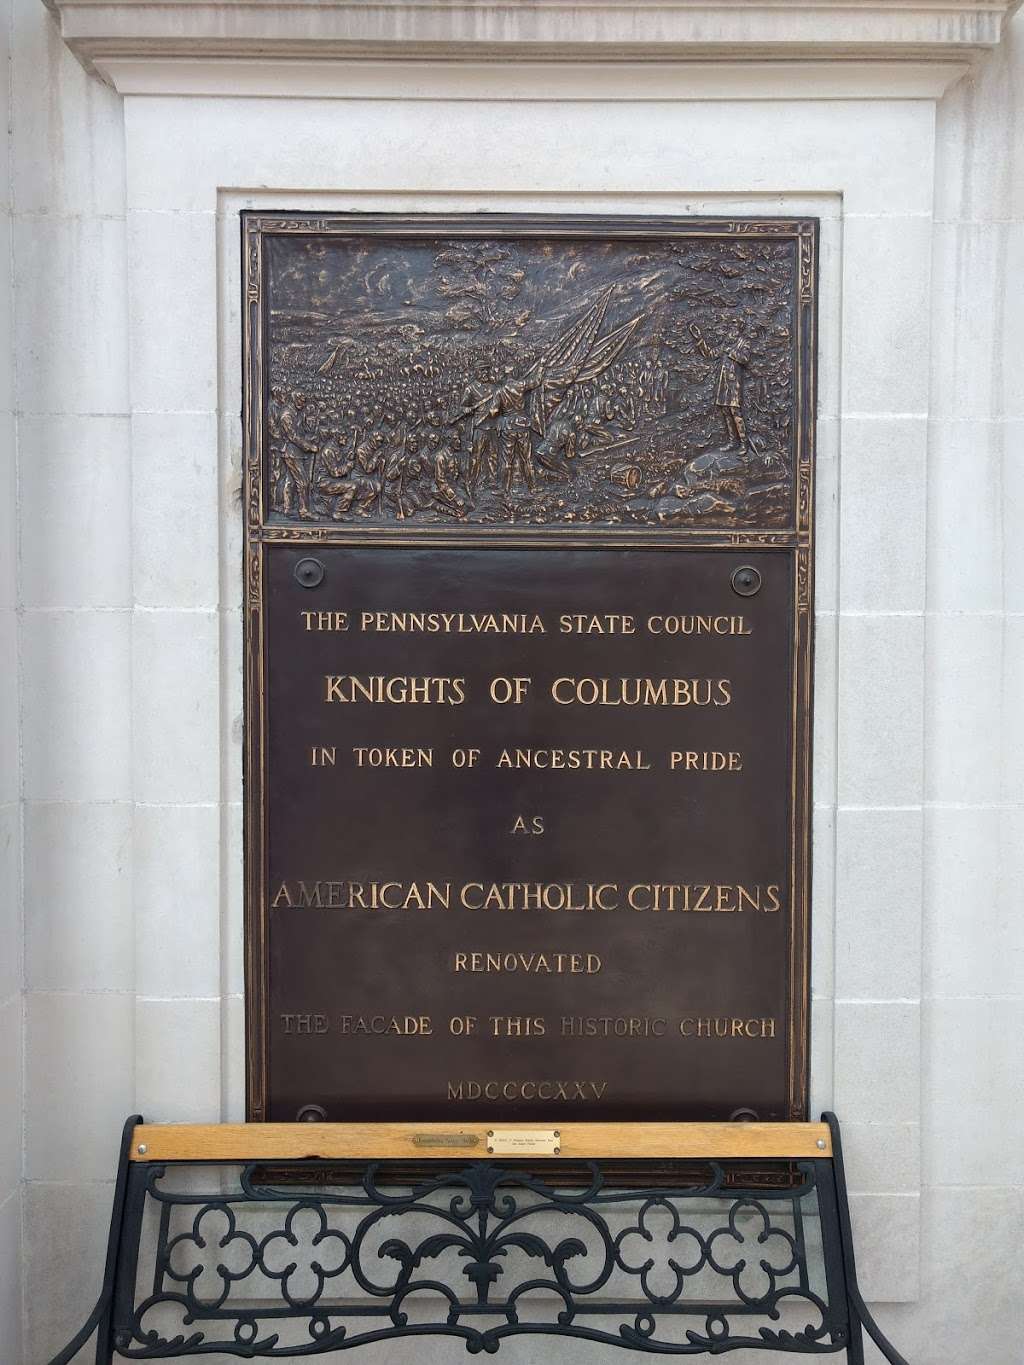 THE PENNSYLVANIA STATE COUNCIL
KNIGHTS OF COLUMBUS
IN TOKEN OF ANCESTRAL PRIDE
AS
AMERICAN CATHOLIC CITIZENS
RENOVATED
THE FACADE OF THIS HISTORIC CHURCH
MDCCCCXXV